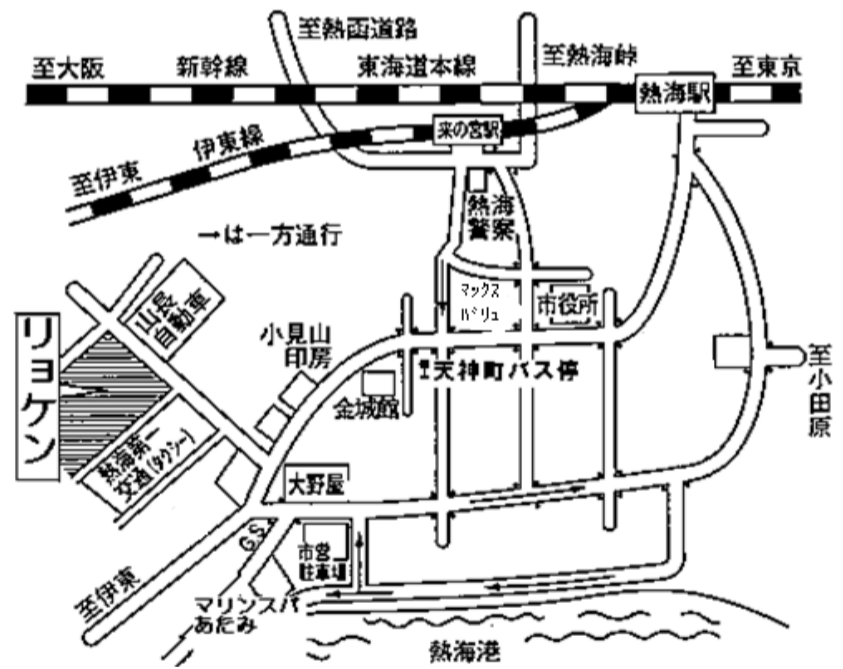 至熱函道路
至熱海峠
至大阪
新幹線
東海道本線
熱海駅
至東京
来の宮駅
伊東線
至伊東
熱海
警察
→は一方通行
マックス
バリュ
市役所
長
山自動車
小見山
印房
リョケン
天神町バス停
至小田原
金城館
熱海第一
交通(タクシー)
大野屋
GS
市営
駐車場
至伊東
マリンスパ
あたみ
熱海港